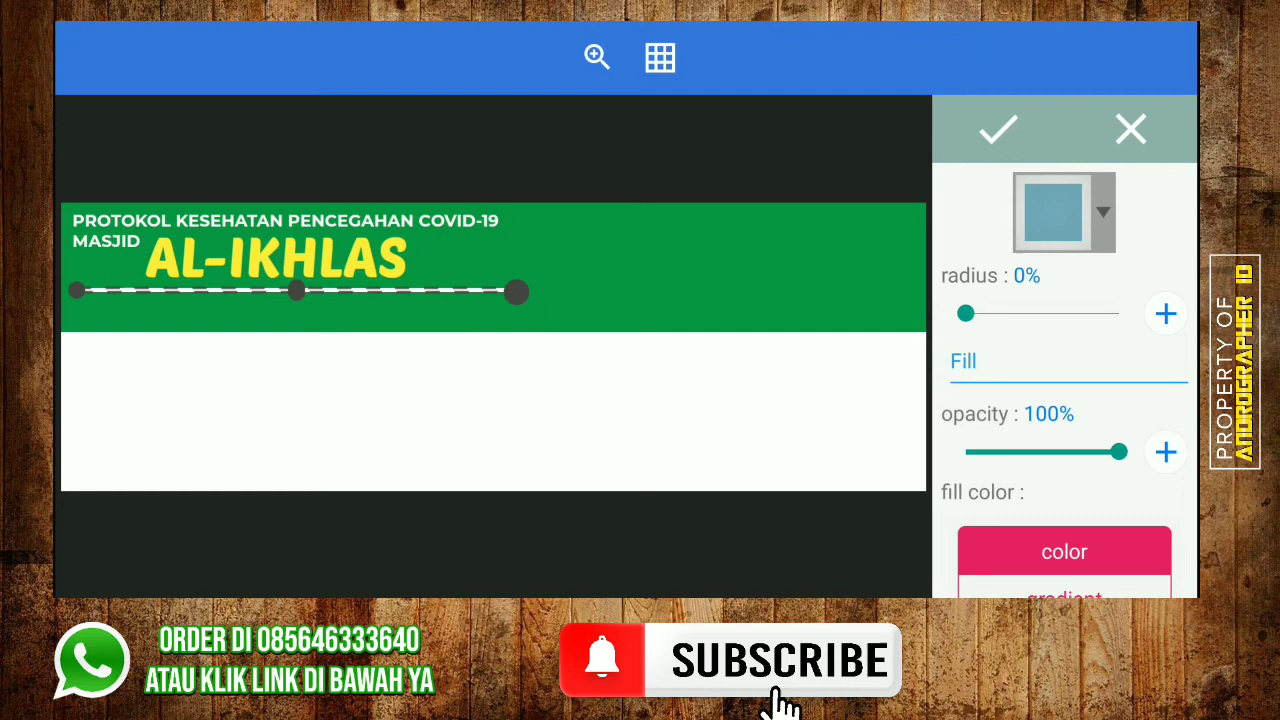 PROTOKOL KESEHATAN PENCEGAHAN COVID-19
MASJID AL-IKHLAS
radius : 0%
Fill
opacity : 100%
fill color :
color
gradient
PROPERTY OF
ANDROGRAPHER ID
ORDER DI 085646333640
ATAU KLIK LINK DI BAWAH YA
SUBSCRIBE